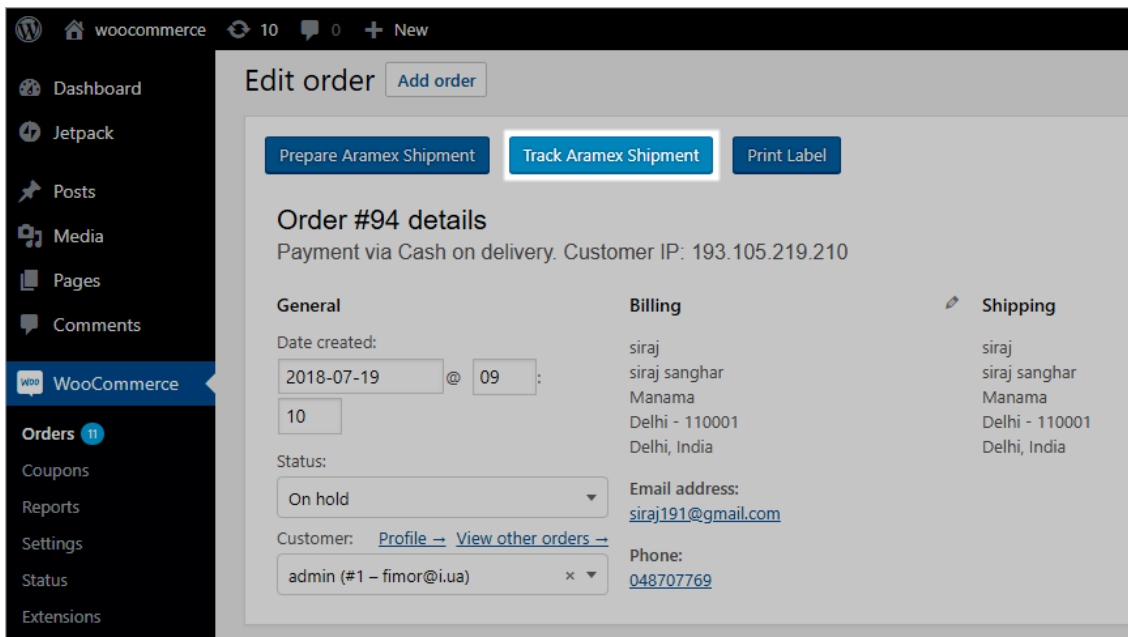 woocommerce 10 0 + New
Dashboard
Jetpack
Posts
Media
Pages
Comments
WOO WooCommerce
Orders 11
Coupons
Reports
Settings
Status
Extensions
Edit order Add order
Prepare Aramex Shipment Track Aramex Shipment Print Label
Order #94 details
Payment via Cash on delivery. Customer IP: 193.105.219.210
General
Date created:
2018-07-19 @ 09 :
10
Status:
On hold
Customer: Profile → View other orders →
admin (#1 – fimor@i.ua) ×
Billing
siraj
siraj sanghar
Manama
Delhi - 110001
Delhi, India
Email address:
siraj191@gmail.com
Phone:
048707769
Shipping
siraj
siraj sanghar
Manama
Delhi - 110001
Delhi, India